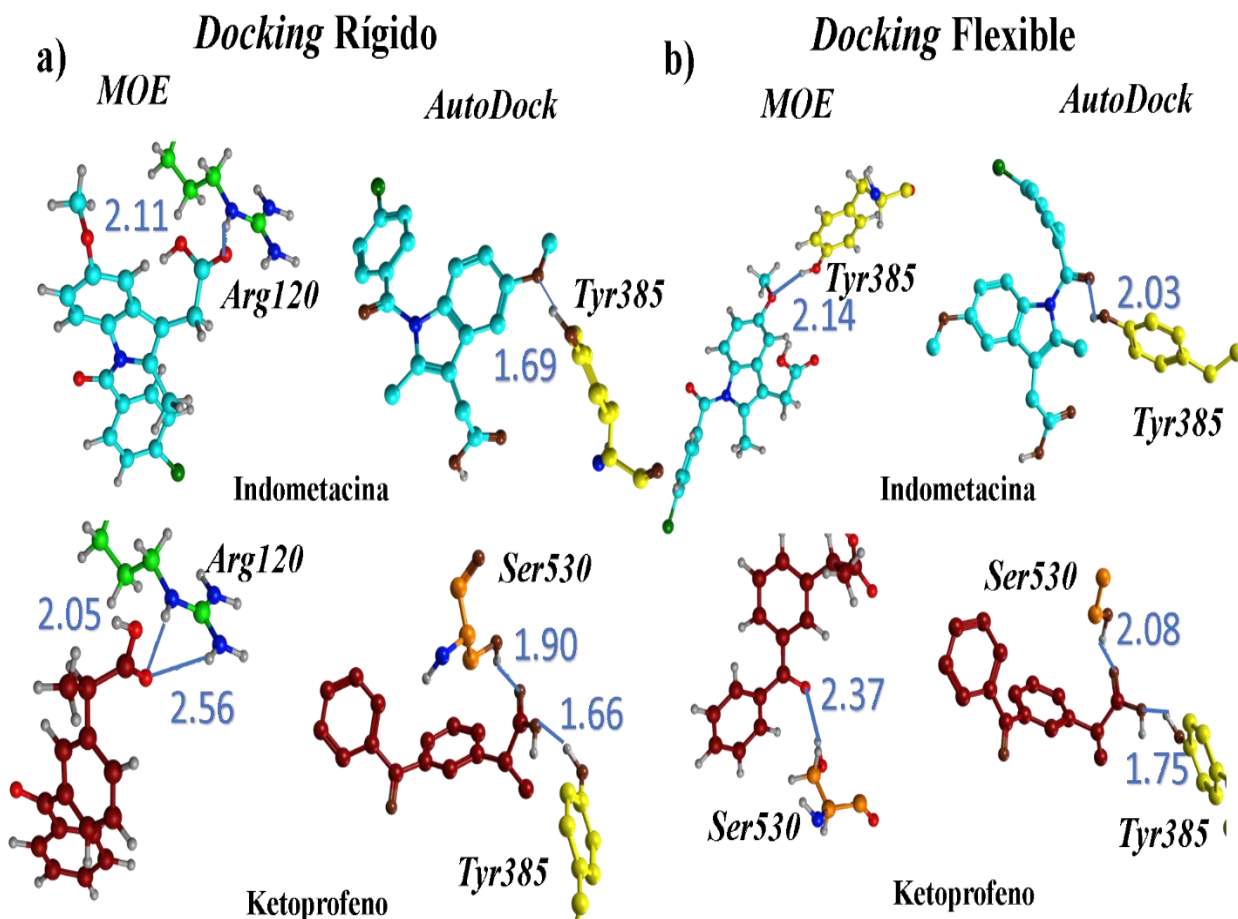 Docking Rígido
a)
MOE
AutoDock
2.11
Arg120
Tyr385
1.69
Indometacina
Arg120
2.05
2.56
Ser530
1.90
1.66
Tyr385
Ketoprofeno
Docking Flexible
b)
MOE
AutoDock
Tyr385
2.14
2.03
Tyr385
Indometacina
2.37
Ser530
Ser530
2.08
1.75
Tyr385
Ketoprofeno